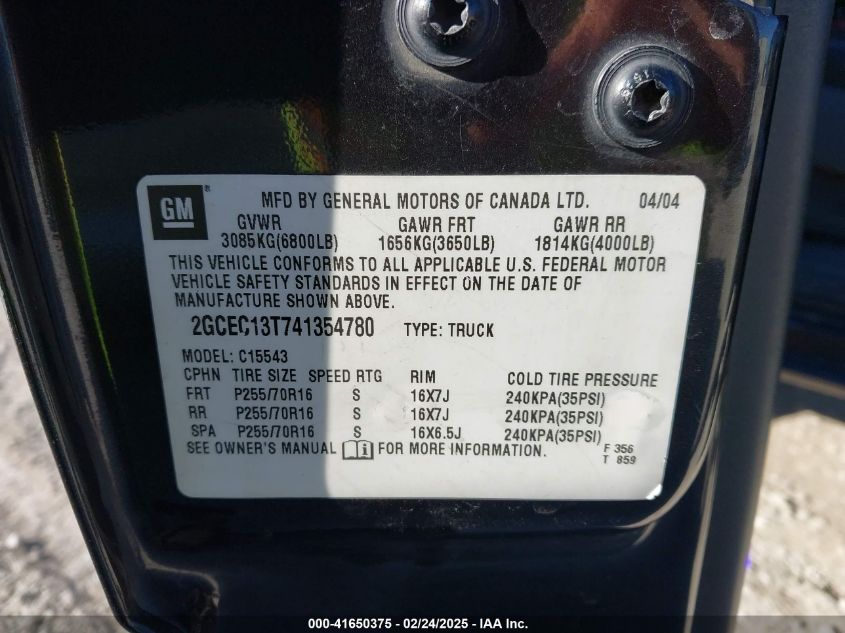 GM ® MFD BY GENERAL MOTORS OF CANADA LTD. 04/04
GVWR GAWR FRT GAWR RR
3085KG(6800LB) 1656KG(3650LB) 1814KG(4000LB)
THIS VEHICLE CONFORMS TO ALL APPLICABLE U.S. FEDERAL MOTOR
VEHICLE SAFETY STANDARDS IN EFFECT ON THE DATE OF
MANUFACTURE SHOWN ABOVE.
2GCEC13T741354780 TYPE: TRUCK
MODEL: C15543
CPHN TIRE SIZE SPEED RTG RIM COLD TIRE PRESSURE
FRT P255/70R16 S 16X7J 240KPA(35PSI)
RR P255/70R16 S 16X7J 240KPA(35PSI)
SPA P255/70R16 S 16X6.5J 240KPA(35PSI)
SEE OWNER'S MANUAL i FOR MORE INFORMATION. F 356
T 859
000-41650375 - 02/24/2025 - IAA Inc.